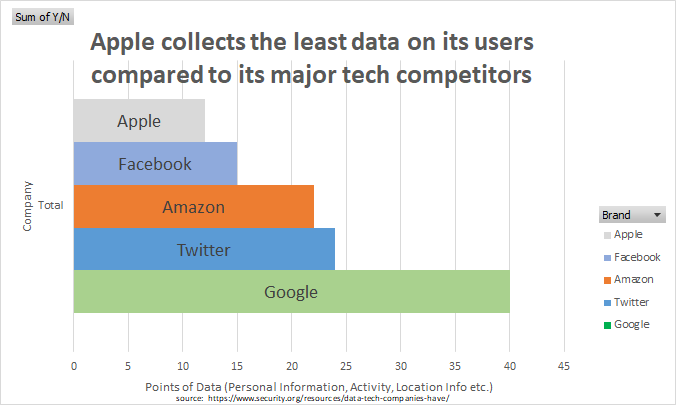 Sum of Y/N
Apple collects the least data on its users
compared to its major tech competitors
Apple
Facebook
Amazon
Twitter
Google
Company
Total
0 5 10 15 20 25 30 35 40 45
Points of Data (Personal Information, Activity, Location Info etc.)
source: https://www.security.org/resources/data-tech-companies-have/
Brand
Apple
Facebook
Amazon
Twitter
Google